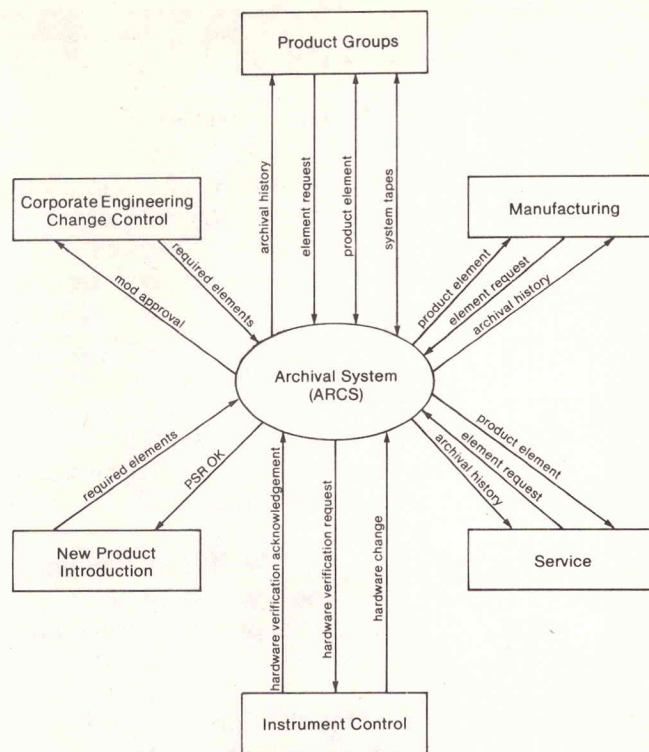 Product Groups
archival history
element request
product element
system tapes
Corporate Engineering
Change Control
required elements
mod approval
Manufacturing
product element
element request
archival history
Archival System
(ARCS)
required elements
PSR OK
New Product
Introduction
hardware verification acknowledgement
hardware verification request
hardware change
product element
element request
archival history
Service
Instrument Control